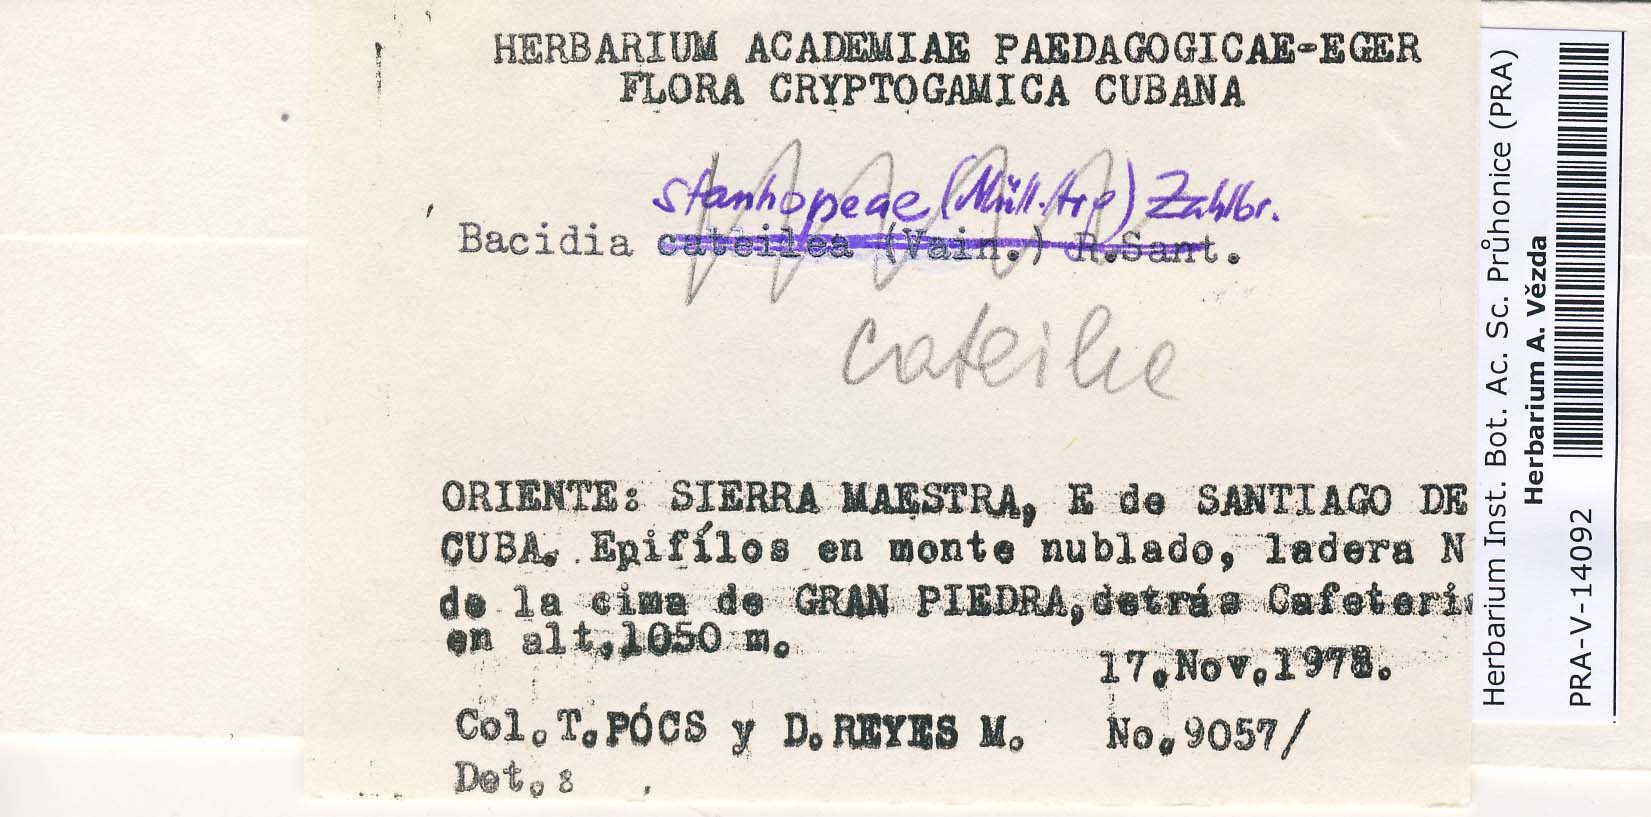 HERBARIUM ACADEMIAE PAEDAGOGICAE-EGER
FLORA CRYPTOGAMICA CUBANA
stanhopeae (Müll. Arg) Zahlbr.
Bacidia cateilea (Vain.) R.Sant.
cateilea
ORIENTE: SIERRA MAESTRA, E de SANTIAGO DE
CUBA. Epifílos en monte nublado, ladera N
de la cima de GRAN PIEDRA, detrás Cafeteria
en alt. 1050 m.
17.Nov.1978.
Col. T. PÓCS y D. REYES M. No. 9057/
Det.:
Herbarium Inst. Bot. Ac. Sc. Průhonice (PRA)
Herbarium A. Vězda
PRA-V-14092